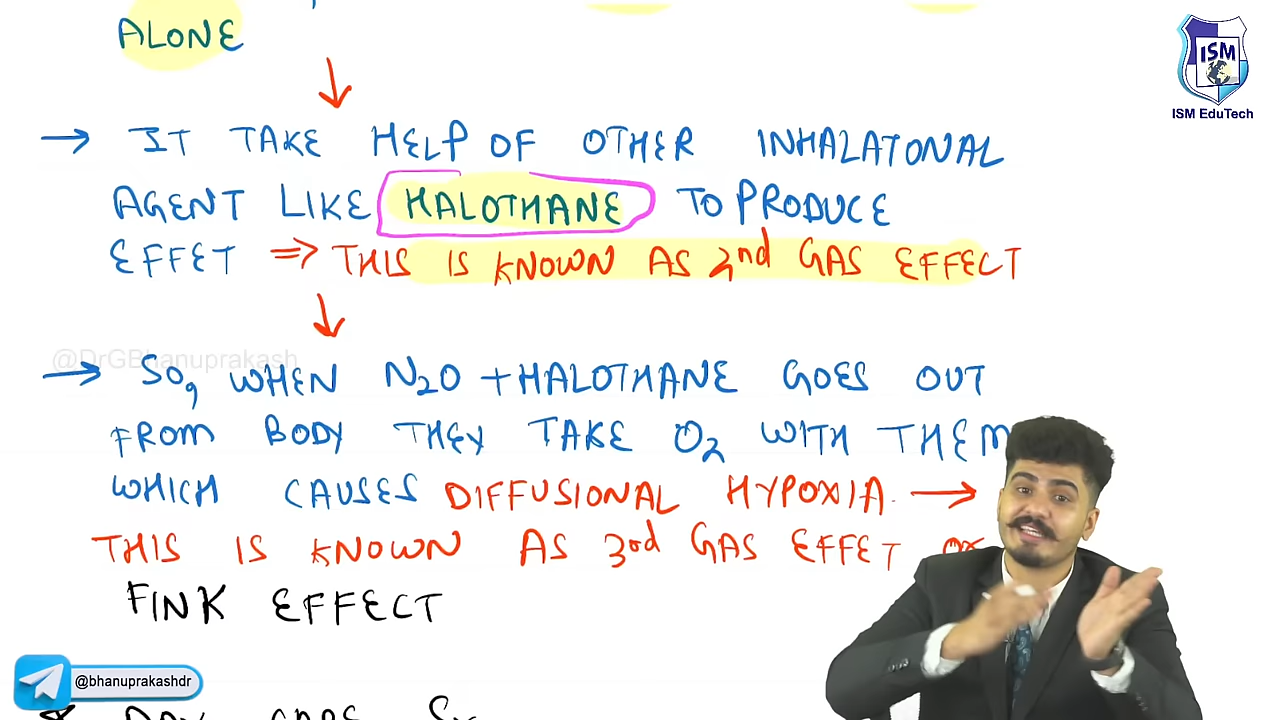 ALONE
ISM
ISM EduTech
→ IT TAKE HELP OF OTHER INHALATONAL
AGENT LIKE HALOTHANE TO PRODUCE
EFFET ⇒ THIS IS KNOWN AS 2nd GAS EFFECT
@DrGBhanuprakash
→ SO, WHEN N2O + HALOTHANE GOES OUT
FROM BODY THEY TAKE O2 WITH THEM
WHICH CAUSES DIFFUSIONAL HYPOXIA →
THIS IS KNOWN AS 3rd GAS EFFET OR
FINK EFFECT
@bhanuprakashdr